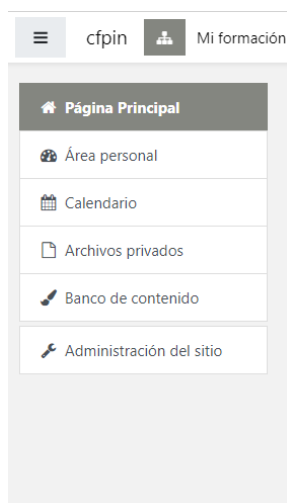 cfpin Mi formación
Página Principal
Área personal
Calendario
Archivos privados
Banco de contenido
Administración del sitio